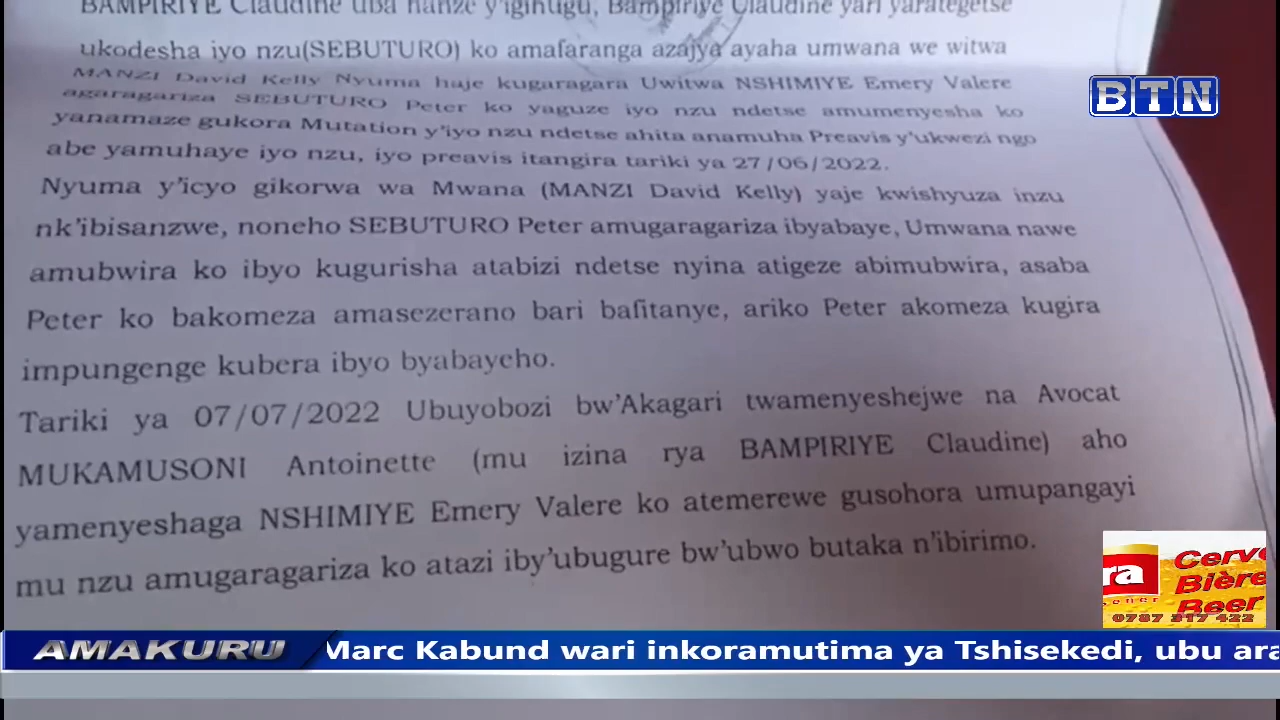 BAMPIRIYE Claudine uba hanze y'igihugu, Bampiriye Claudine yari yarategetse
ukodesha iyo nzu(SEBUTURO) ko amafaranga azajya ayaha umwana we witwa
MANZI David Kelly Nyuma haje kugaragara Uwitwa NSHIMIYE Emery Valere
agaragariza SEBUTURO Peter ko yaguze iyo nzu ndetse amumenyesha ko
yanamaze gukora Mutation y'iyo nzu ndetse ahita anamuha Preavis y'ukwezi ngo
abe yamuhaye iyo nzu, iyo preavis itangira tariki ya 27/06/2022.
Nyuma y'icyo gikorwa wa Mwana (MANZI David Kelly) yaje kwishyuza inzu
nk'ibisanzwe, noneho SEBUTURO Peter amugaragariza ibyabaye, Umwana nawe
amubwira ko ibyo kugurisha atabizi ndetse nyina atigeze abimubwira, asaba
Peter ko bakomeza amasezerano bari bafitanye, ariko Peter akomeza kugira
impungenge kubera ibyo byabaycho.
Tariki ya 07/07/2022 Ubuyobozi bw'Akagari twamenyeshejwe na Avocat
MUKAMUSONI Antoinette (mu izina rya BAMPIRIYE Claudine) aho
yamenyeshaga NSHIMIYE Emery Valere ko atemerewe gusohora umupangayi
mu nzu amugaragariza ko atazi iby'ubugure bw'ubwo butaka n'ibirimo.
BTN
ra
Cerve
Bière
Beer
0787 317 422
AMAKURU
Marc Kabund wari inkoramutima ya Tshisekedi, ubu ara